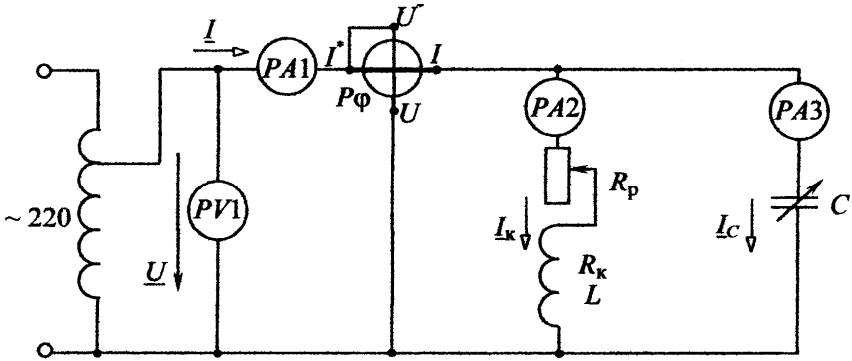 I
PA1
I*
U*
I
Pφ
U
PA2
PA3
~ 220
PV1
U
Rр
Iк
Rк
L
IC
C